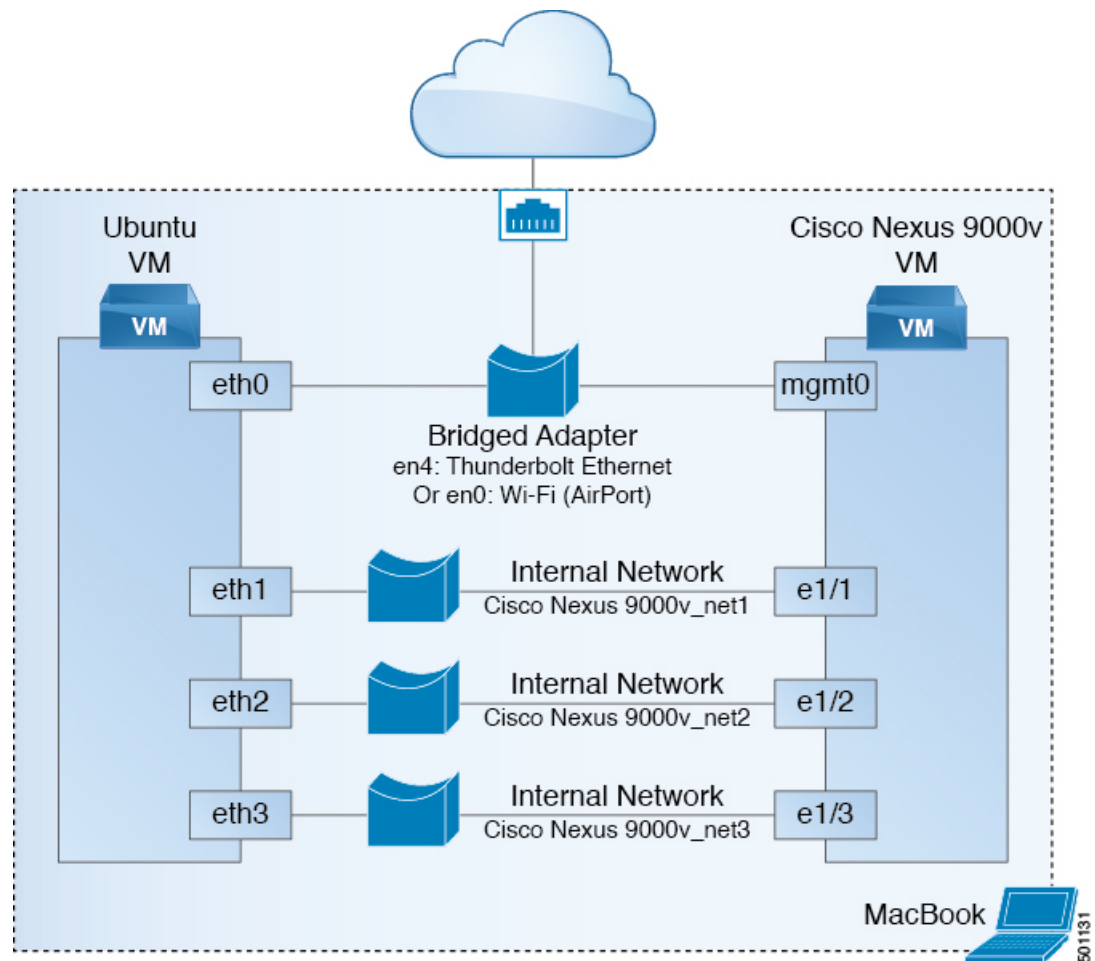 Ubuntu
VM
Cisco Nexus 9000v
VM
VM
VM
eth0
mgmt0
Bridged Adapter
en4: Thunderbolt Ethernet
Or en0: Wi-Fi (AirPort)
eth1
Internal Network
Cisco Nexus 9000v_net1
e1/1
eth2
Internal Network
Cisco Nexus 9000v_net2
e1/2
eth3
Internal Network
Cisco Nexus 9000v_net3
e1/3
MacBook
501131